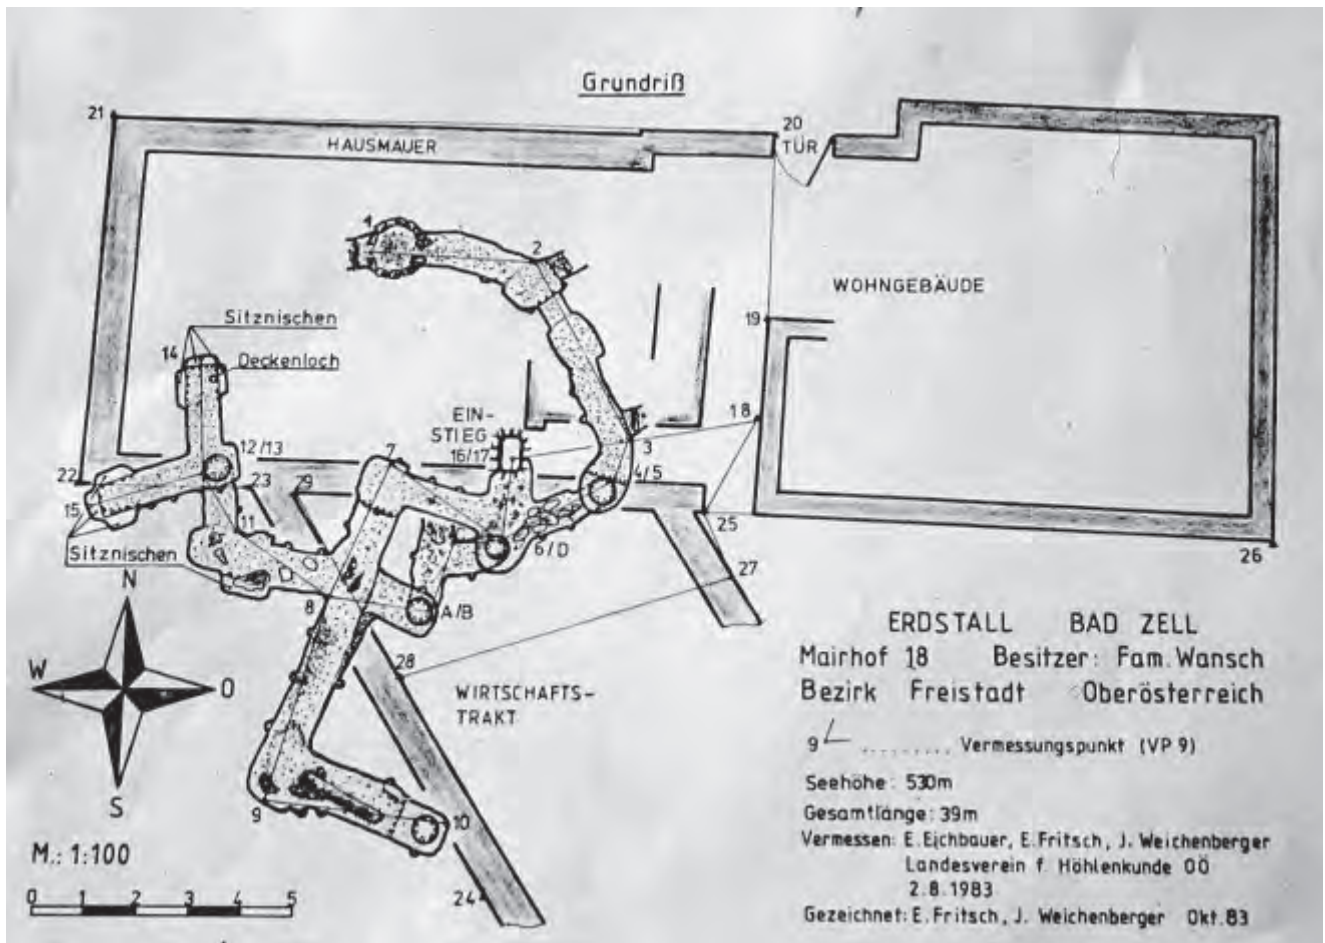 Grundriß
21
HAUSMAUER
20
TÜR
1
2
WOHNGEBÄUDE
Sitznischen
19
14
Deckenloch
EIN-
STIEG
16/17
18
3
7
12/13
4/5
22
23
29
15
11
25
Sitznischen
6/D
26
27
8
A/B
28
WIRTSCHAFTS-
TRAKT
9
10
24
N
W
O
S
M.: 1:100
0 1 2 3 4 5
ERDSTALL BAD ZELL
Mairhof 18 Besitzer: Fam. Wansch
Bezirk Freistadt Oberösterreich
9 ......... Vermessungspunkt (VP 9)
Seehöhe: 530m
Gesamtlänge: 39m
Vermessen: E. Eichbauer, E. Fritsch, J. Weichenberger
Landesverein f. Höhlenkunde OÖ
2.8.1983
Gezeichnet: E. Fritsch, J. Weichenberger Okt. 83